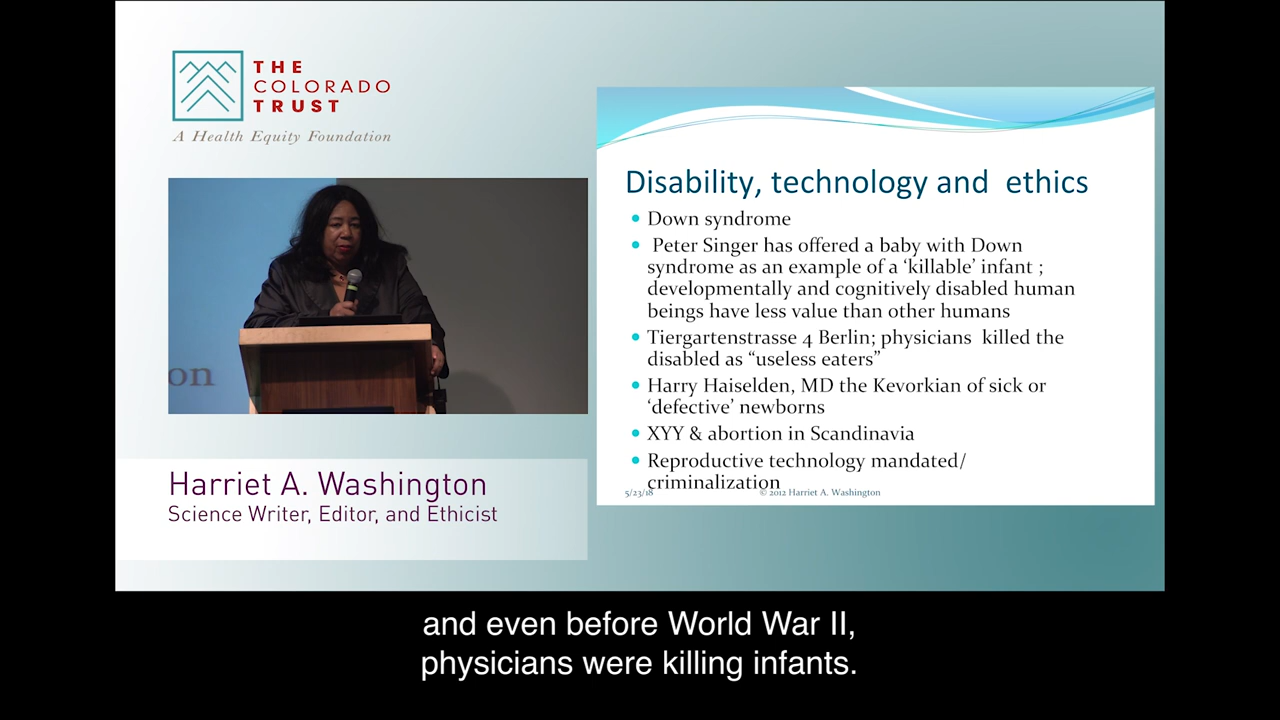 THE
COLORADO
TRUST
A Health Equity Foundation
on
Harriet A. Washington
Science Writer, Editor, and Ethicist
Disability, technology and ethics
• Down syndrome
• Peter Singer has offered a baby with Down
syndrome as an example of a ‘killable’ infant ;
developmentally and cognitively disabled human
beings have less value than other humans
• Tiergartenstrasse 4 Berlin; physicians killed the
disabled as “useless eaters”
• Harry Haiselden, MD the Kevorkian of sick or
‘defective’ newborns
• XYY & abortion in Scandinavia
• Reproductive technology mandated/
criminalization
5/23/18 © 2012 Harriet A. Washington
and even before World War II,
physicians were killing infants.